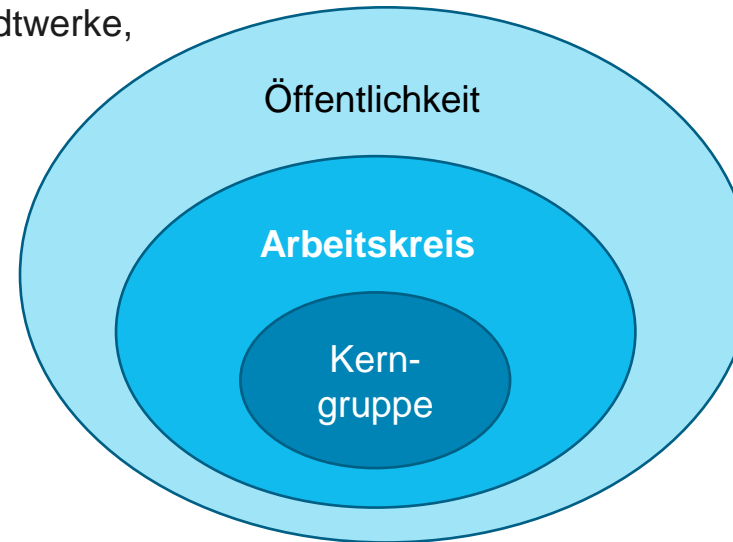 dtwerke,
Öffentlichkeit
Arbeitskreis
Kern-
gruppe